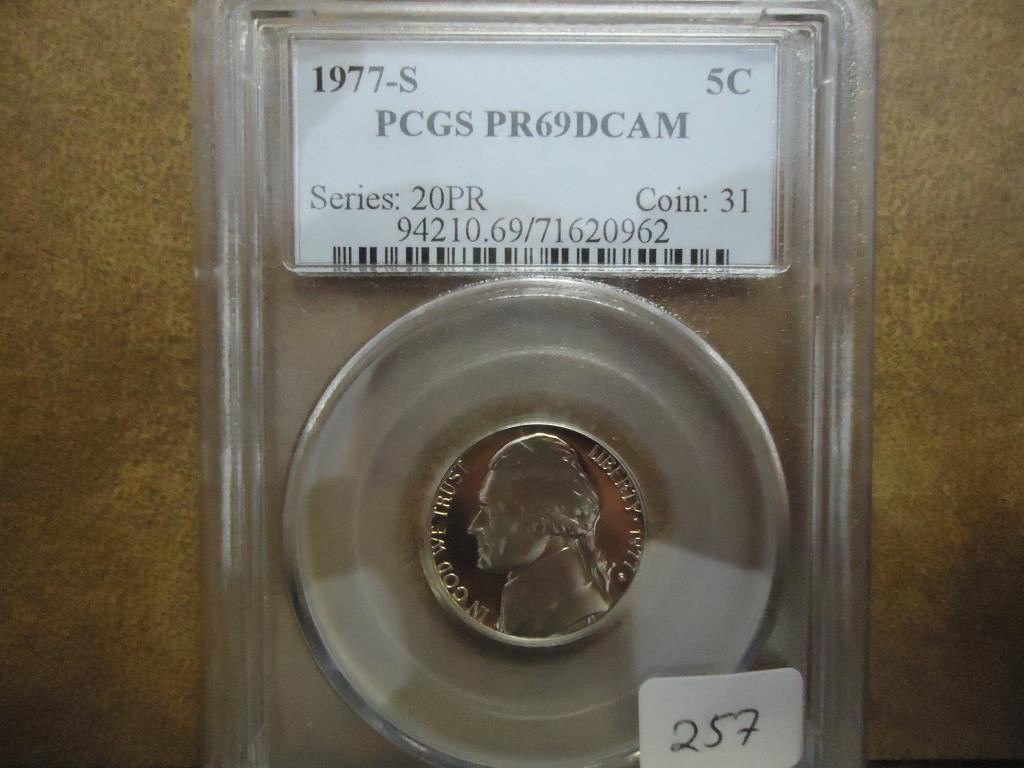 1977-S 5C
PCGS PR69DCAM
Series: 20PR Coin: 31
94210.69/71620962
IN GOD WE TRUST
LIBERTY · 1977
257